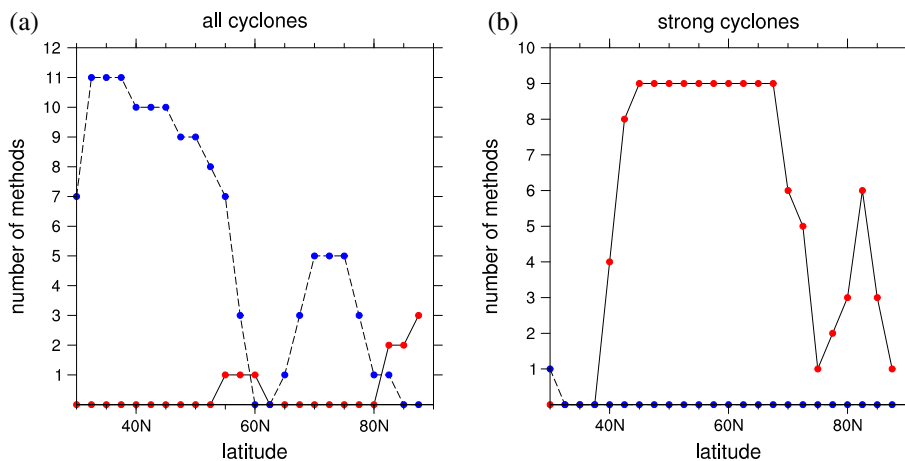 (a)
all cyclones
12
11
10
9
8
7
6
5
4
3
2
1
number of methods
40N 60N 80N
latitude
(b)
strong cyclones
10
9
8
7
6
5
4
3
2
1
number of methods
40N 60N 80N
latitude